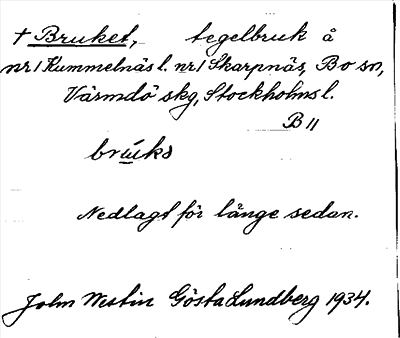 † Bruket, tegelbruk å
nr 1 Kummelnäs l. nr 1 Skarpnäs, Bo sn,
Värmdö skg, Stockholms l.
B 11
brúks
Nedlagt för länge sedan.
John Westin Gösta Lundberg 1934.